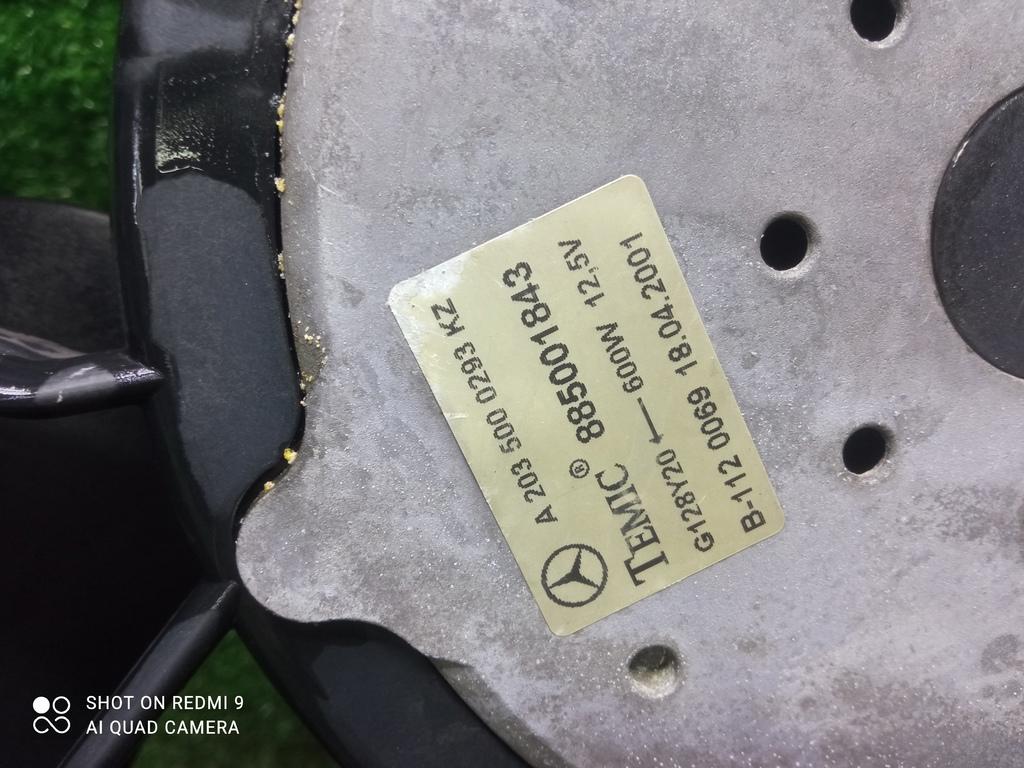 A 203 500 0293 KZ
TEMIC ® 885001843
G128Y20 ← 600W 12,5V
B-112 0069 18.04.2001
SHOT ON REDMI 9
AI QUAD CAMERA